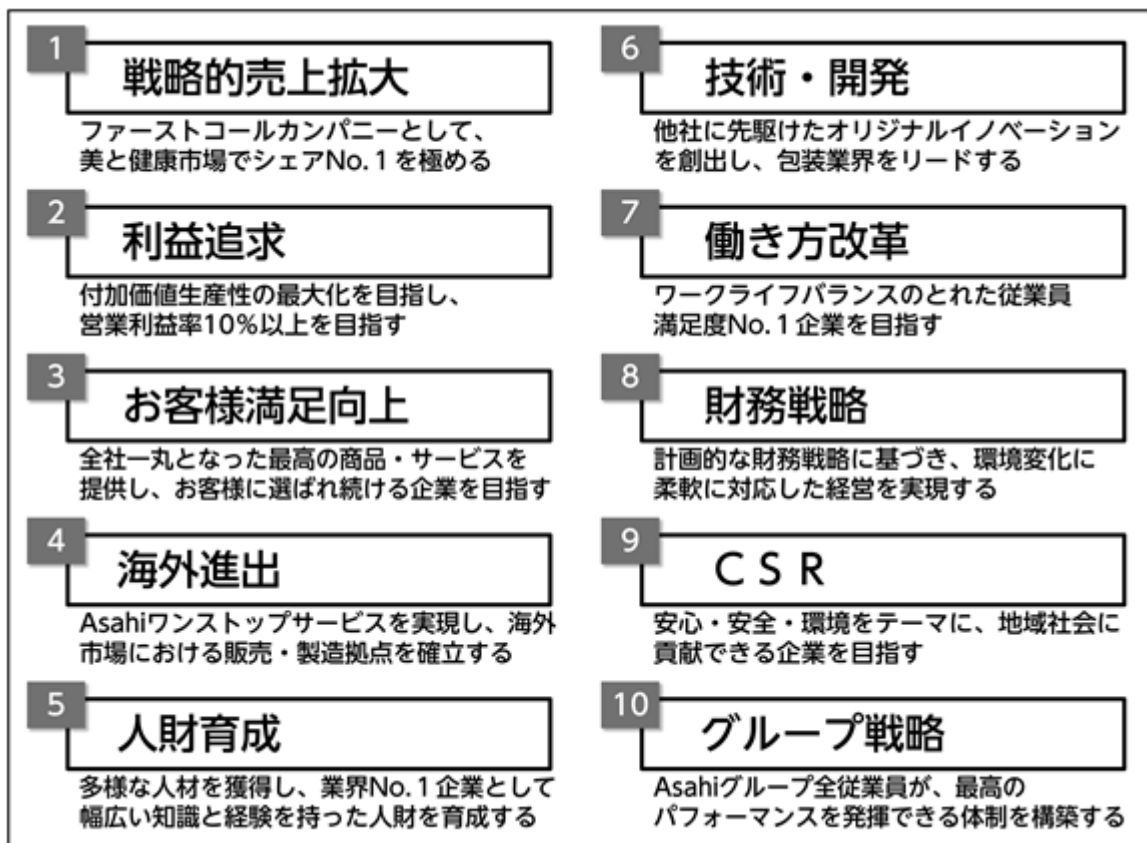 1
戦略的売上拡大
ファーストコールカンパニーとして、
美と健康市場でシェアNo.1を極める
2
利益追求
付加価値生産性の最大化を目指し、
営業利益率10%以上を目指す
3
お客様満足向上
全社一丸となった最高の商品・サービスを
提供し、お客様に選ばれ続ける企業を目指す
4
海外進出
Asahiワンストップサービスを実現し、海外
市場における販売・製造拠点を確立する
5
人財育成
多様な人材を獲得し、業界No.1企業として
幅広い知識と経験を持った人財を育成する
6
技術・開発
他社に先駆けたオリジナルイノベーション
を創出し、包装業界をリードする
7
働き方改革
ワークライフバランスのとれた従業員
満足度No.1企業を目指す
8
財務戦略
計画的な財務戦略に基づき、環境変化に
柔軟に対応した経営を実現する
9
CSR
安心・安全・環境をテーマに、地域社会に
貢献できる企業を目指す
10
グループ戦略
Asahiグループ全従業員が、最高の
パフォーマンスを発揮できる体制を構築する